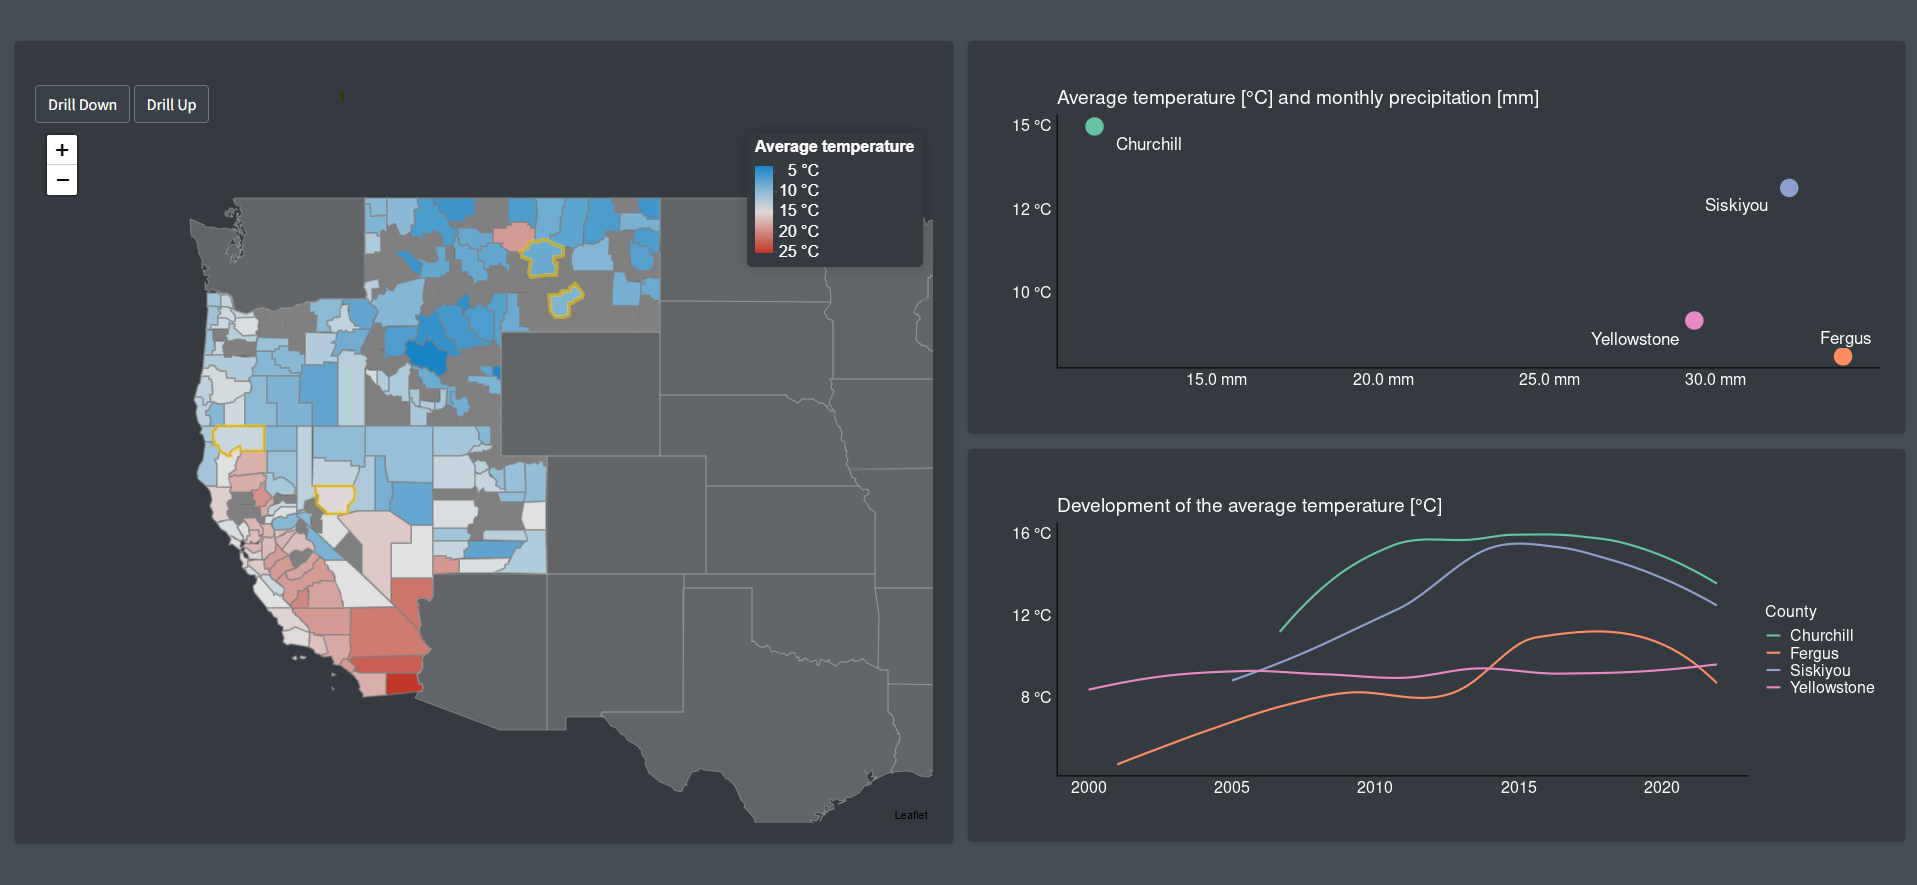 Drill Down
Drill Up
+
−
Average temperature
5 °C
10 °C
15 °C
20 °C
25 °C
Leaflet
Average temperature [°C] and monthly precipitation [mm]
15 °C
12 °C
10 °C
Churchill
Siskiyou
Yellowstone
Fergus
15.0 mm
20.0 mm
25.0 mm
30.0 mm
Development of the average temperature [°C]
16 °C
12 °C
8 °C
2000
2005
2010
2015
2020
County
Churchill
Fergus
Siskiyou
Yellowstone